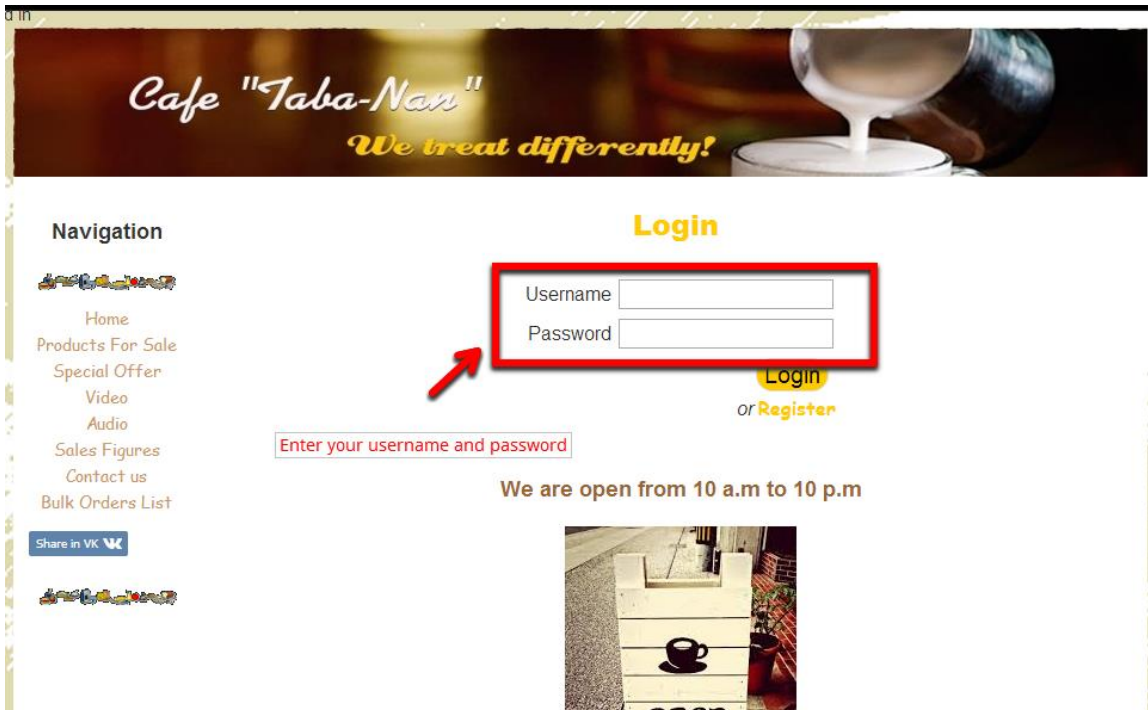 d in
Cafe "Taba-Nan"
We treat differently!
Navigation
Home
Products For Sale
Special Offer
Video
Audio
Sales Figures
Contact us
Bulk Orders List
Share in VK
Login
Username
Password
Login
or Register
Enter your username and password
We are open from 10 a.m to 10 p.m